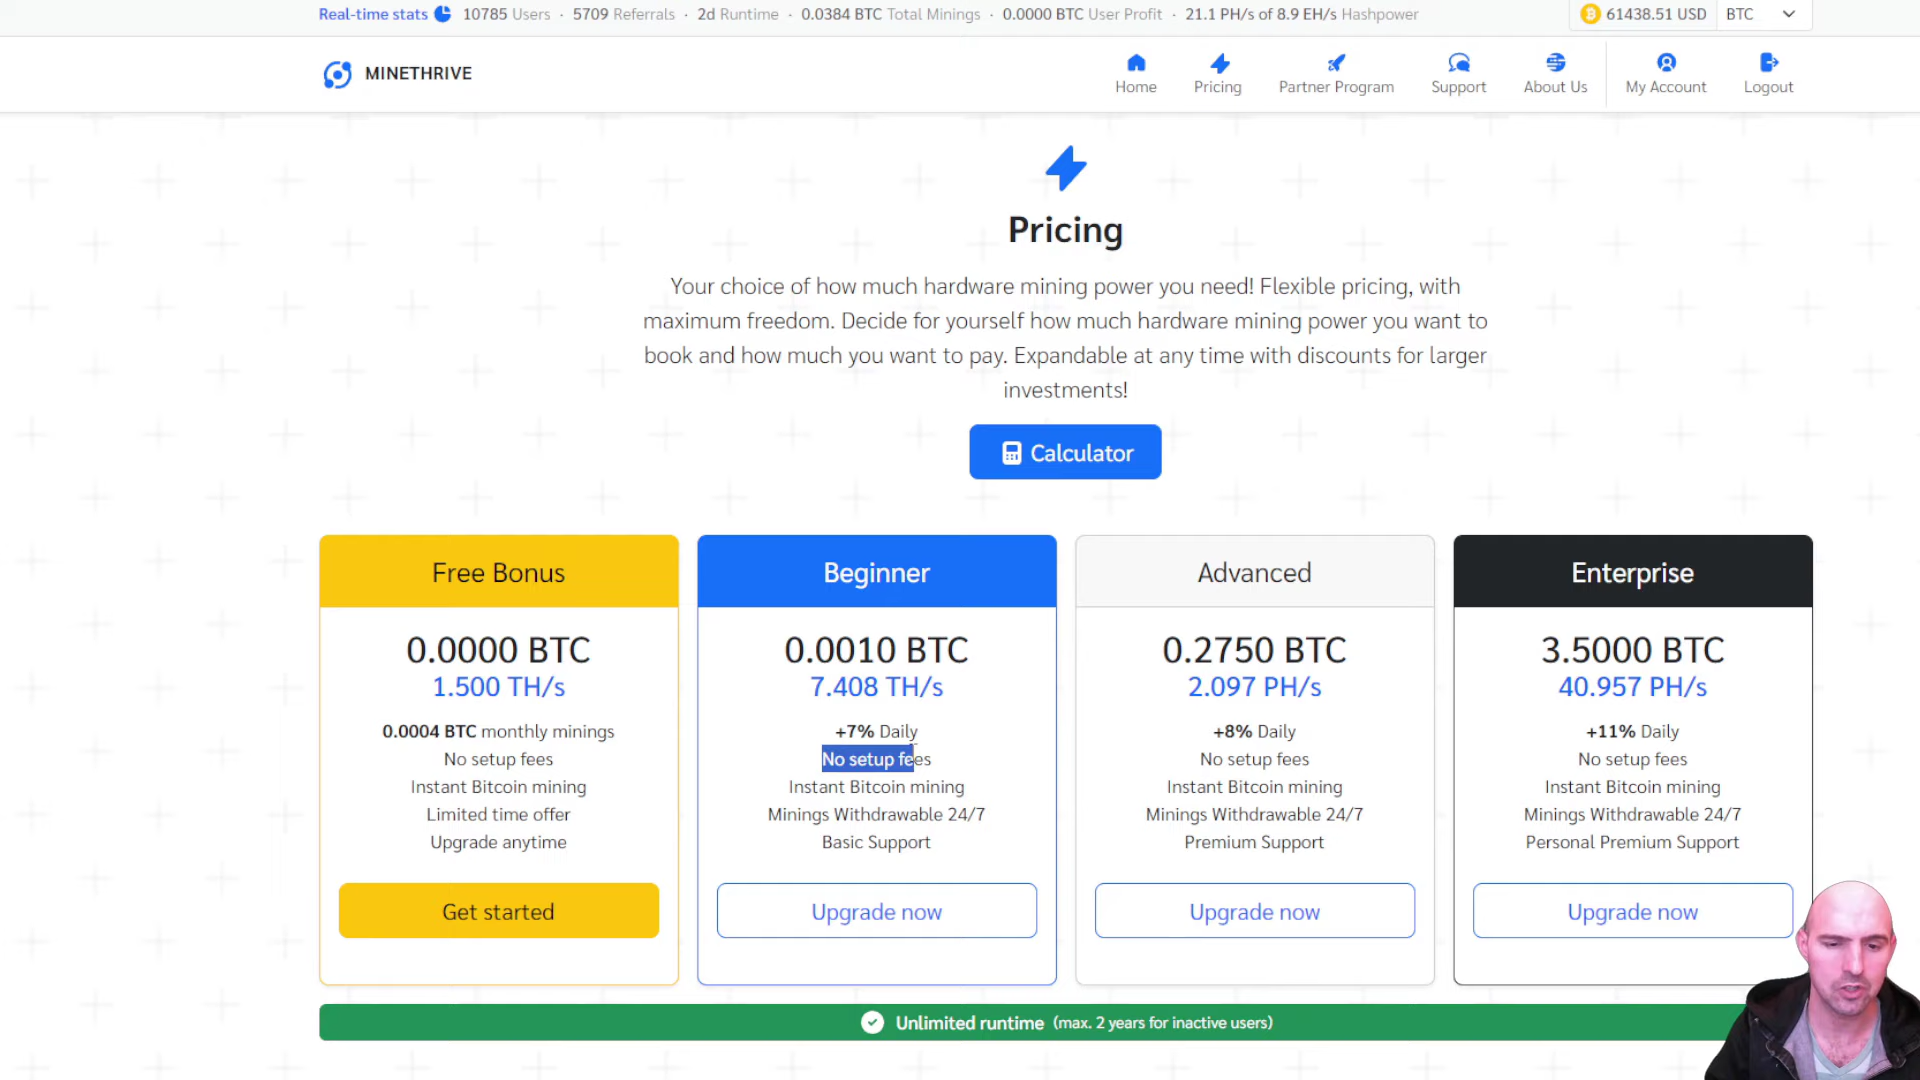 Real-time stats 10785 Users · 5709 Referrals · 2d Runtime · 0.0384 BTC Total Minings · 0.0000 BTC User Profit · 21.1 PH/s of 8.9 EH/s Hashpower 61438.51 USD BTC
MINETHRIVE Home Pricing Partner Program Support About Us My Account Logout
Pricing
Your choice of how much hardware mining power you need! Flexible pricing, with
maximum freedom. Decide for yourself how much hardware mining power you want to
book and how much you want to pay. Expandable at any time with discounts for larger
investments!
Calculator
Free Bonus
0.0000 BTC
1.500 TH/s
0.0004 BTC monthly minings
No setup fees
Instant Bitcoin mining
Limited time offer
Upgrade anytime
Get started
Beginner
0.0010 BTC
7.408 TH/s
+7% Daily
No setup fees
Instant Bitcoin mining
Minings Withdrawable 24/7
Basic Support
Upgrade now
Advanced
0.2750 BTC
2.097 PH/s
+8% Daily
No setup fees
Instant Bitcoin mining
Minings Withdrawable 24/7
Premium Support
Upgrade now
Enterprise
3.5000 BTC
40.957 PH/s
+11% Daily
No setup fees
Instant Bitcoin mining
Minings Withdrawable 24/7
Personal Premium Support
Upgrade now
Unlimited runtime (max. 2 years for inactive users)